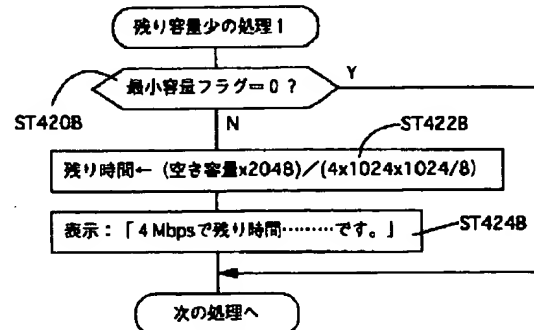 残り容量少の処理1
最小容量フラグ=0?
Y
ST420B
N
ST422B
残り時間←(空き容量x2048)/(4x1024x1024/8)
表示:「4Mbpsで残り時間………です。」
ST424B
次の処理へ